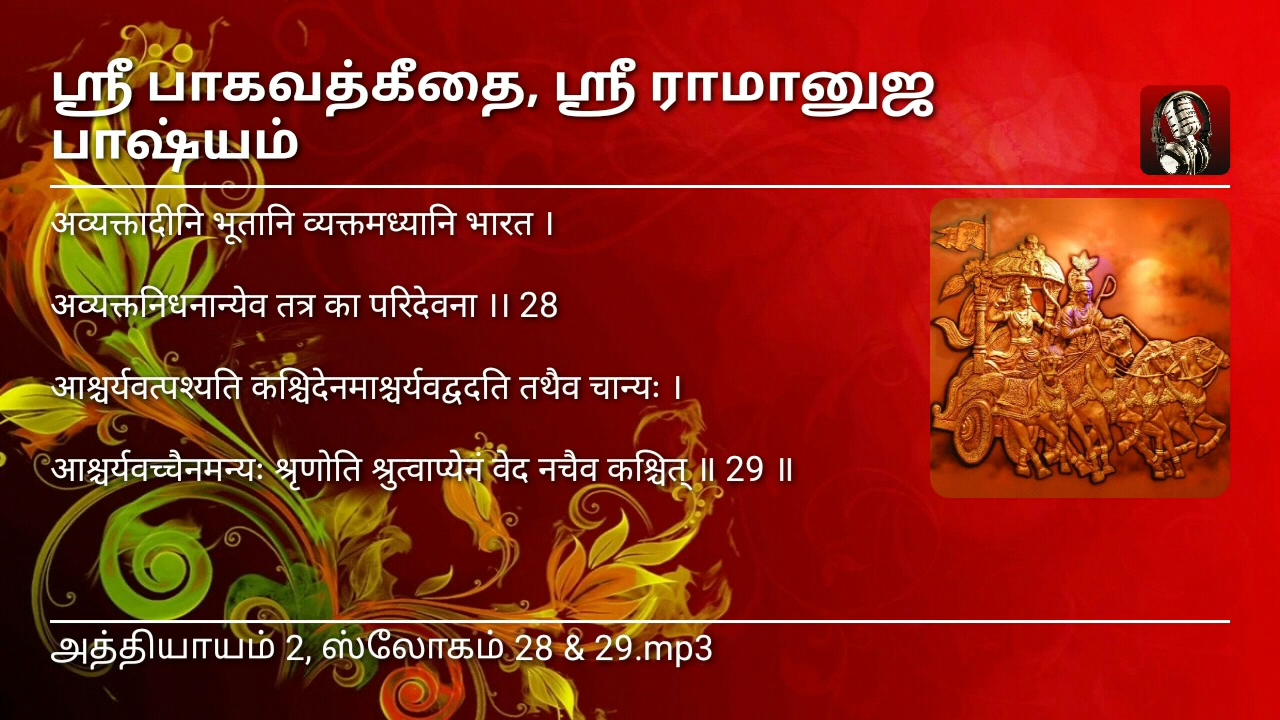 ஸ்ரீ பாகவத்கீதை, ஸ்ரீ ராமானுஜ
பாஷ்யம்
अव्यक्तादीनि भूतानि व्यक्तमध्यानि भारत ।
अव्यक्तनिधनान्येव तत्र का परिदेवना ।। 28
आश्चर्यवत्पश्यति कश्चिदेनमाश्चर्यवद्वदति तथैव चान्यः ।
आश्चर्यवच्चैनमन्यः श्रृणोति श्रुत्वाप्येनं वेद नचैव कश्चित् ॥ 29 ॥
அத்தியாயம் 2, ஸ்லோகம் 28 & 29.mp3